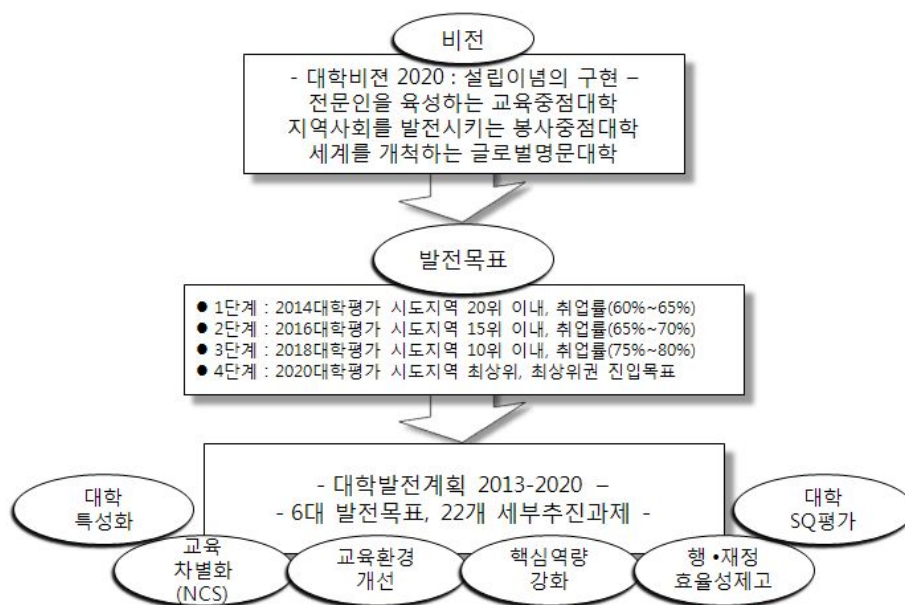 비전
- 대학비젼 2020 : 설립이념의 구현 –
전문인을 육성하는 교육중점대학
지역사회를 발전시키는 봉사중점대학
세계를 개척하는 글로벌명문대학
발전목표
● 1단계 : 2014대학평가 시도지역 20위 이내, 취업률(60%~65%)
● 2단계 : 2016대학평가 시도지역 15위 이내, 취업률(65%~70%)
● 3단계 : 2018대학평가 시도지역 10위 이내, 취업률(75%~80%)
● 4단계 : 2020대학평가 시도지역 최상위, 최상위권 진입목표
- 대학발전계획 2013-2020 –
- 6대 발전목표, 22개 세부추진과제 -
대학
특성화
대학
SQ평가
교육
차별화
(NCS)
교육환경
개선
핵심역량
강화
행 •재정
효율성제고